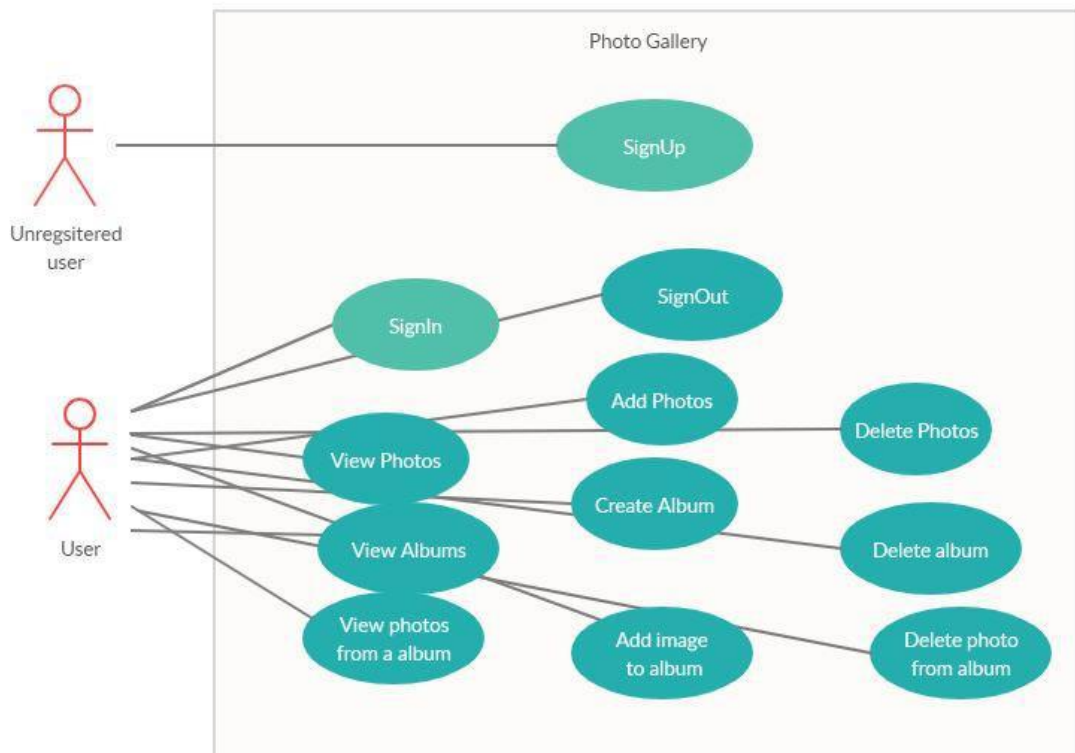 Photo Gallery
SignUp
Unregsitered
user
SignIn
SignOut
Add Photos
Delete Photos
View Photos
Create Album
User
View Albums
Delete album
View photos
from a album
Add image
to album
Delete photo
from album